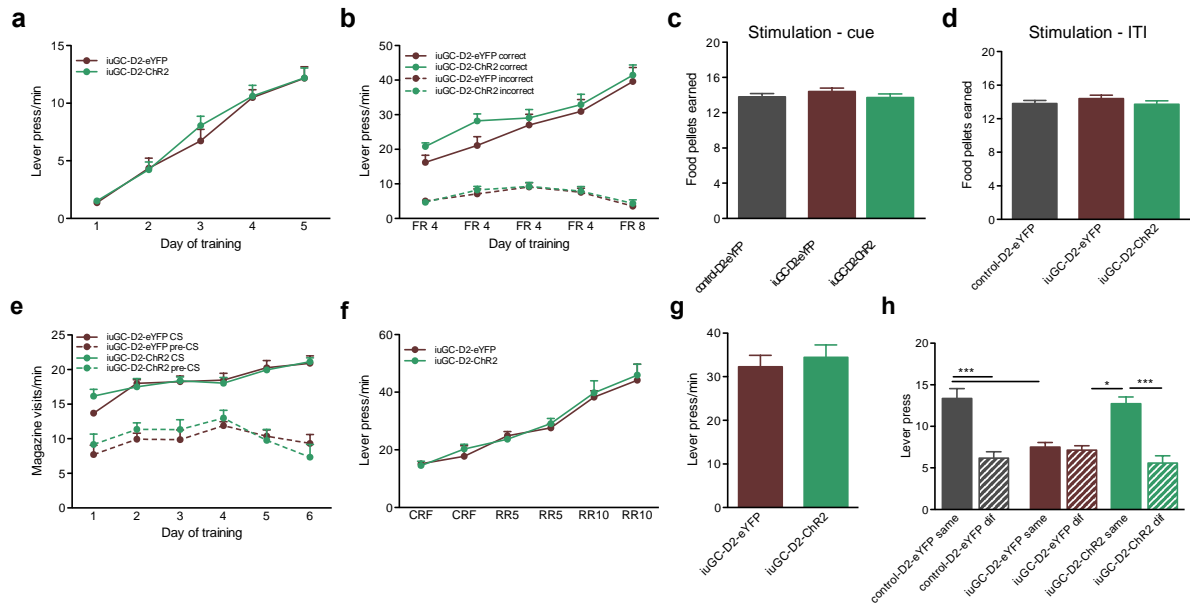 a
15
10
5
0
Lever press/min
iuGC-D2-eYFP
iuGC-D2-ChR2
1 2 3 4 5
Day of training
b
50
40
30
20
10
0
Lever press/min
iuGC-D2-eYFP correct
iuGC-D2-ChR2 correct
iuGC-D2-eYFP incorrect
iuGC-D2-ChR2 incorrect
FR 4 FR 4 FR 4 FR 4 FR 8
Day of training
c
Stimulation - cue
20
16
12
8
4
0
Food pellets earned
control-D2-eYFP
iuGC-D2-eYFP
iuGC-D2-ChR2
d
Stimulation - ITI
20
16
12
8
4
0
Food pellets earned
control-D2-eYFP
iuGC-D2-eYFP
iuGC-D2-ChR2
e
25
20
15
10
5
0
Magazine visits/min
iuGC-D2-eYFP CS
iuGC-D2-eYFP pre-CS
iuGC-D2-ChR2 CS
iuGC-D2-ChR2 pre-CS
1 2 3 4 5 6
Day of training
f
60
40
20
0
Lever press/min
iuGC-D2-eYFP
iuGC-D2-ChR2
CRF CRF RR5 RR5 RR10 RR10
g
40
30
20
10
0
Lever press/min
iuGC-D2-eYFP
iuGC-D2-ChR2
h
20
15
10
5
0
Lever press
***
* ***
control-D2-eYFP same
control-D2-eYFP dif
iuGC-D2-eYFP same
iuGC-D2-eYFP dif
iuGC-D2-ChR2 same
iuGC-D2-ChR2 dif